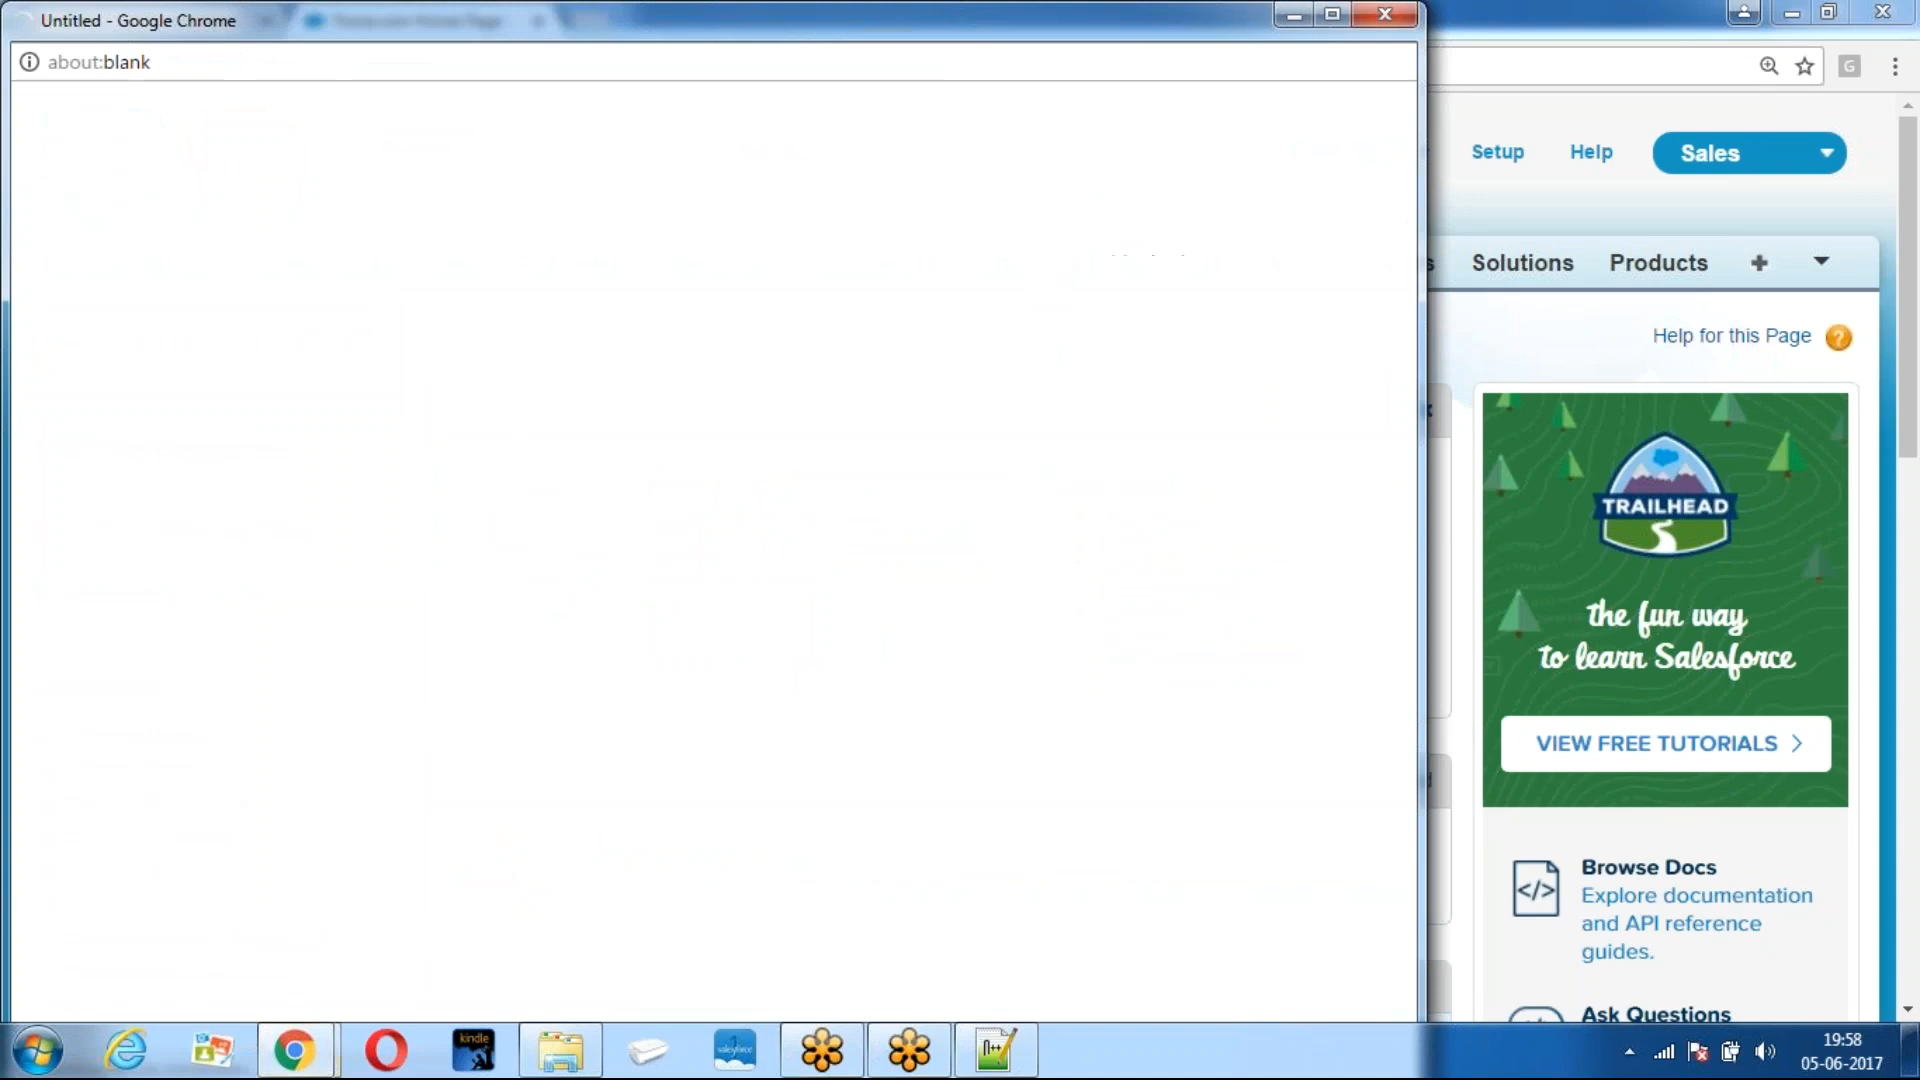 Untitled - Google Chrome
about:blank
G
Setup
Help
Sales
s
Solutions
Products
Help for this Page
?
TRAILHEAD
the fun way
to learn Salesforce
VIEW FREE TUTORIALS
</>
Browse Docs
Explore documentation
and API reference
guides.
Ask Questions
kindle
salesforce
n++
19:58
05-06-2017